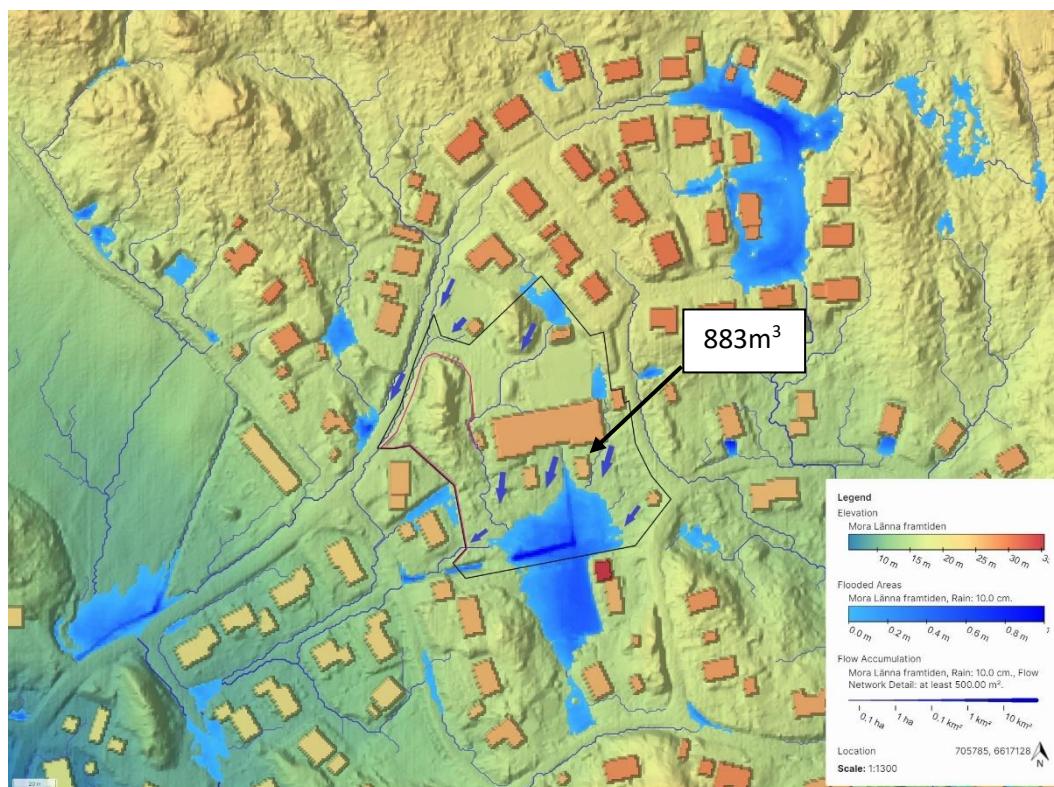 883m³
Legend
Elevation
Mora Länna framtiden
10 m 15 m 20 m 25 m 30 m
Flooded Areas
Mora Länna framtiden, Rain: 10.0 cm.
0.0 m 0.2 m 0.4 m 0.6 m 0.8 m
Flow Accumulation
Mora Länna framtiden, Rain: 10.0 cm., Flow
Network Detail: at least 500.00 m².
0.1 ha 1 ha 0.1 km² 1 km² 10 km²
Location 705785, 6617128
Scale: 1:1300
N
20 m